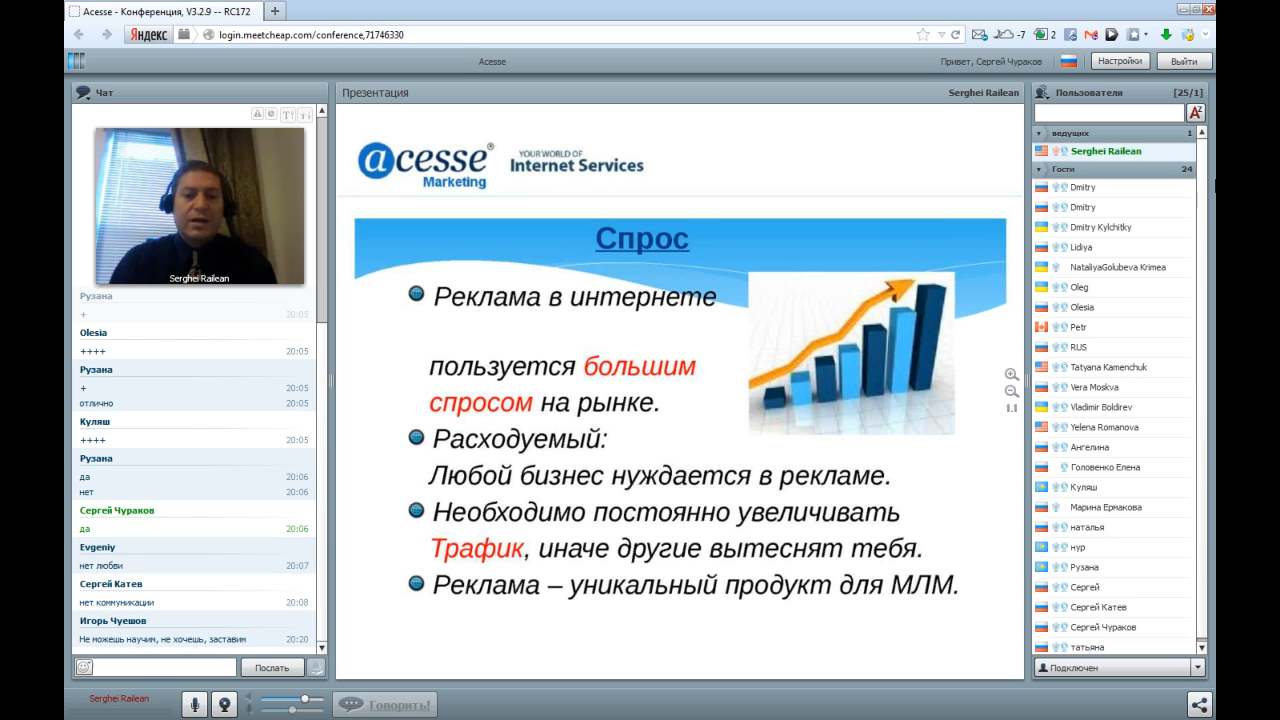 Acesse - Конференция, V3.2.9 -- RC172
Яндекс
login.meetcheap.com/conference,71746330
-7
2
Acesse
Привет, Сергей Чураков
Настройки
Выйти
Чат
Serghei Railean
Рузана
+ 20:05
Olesia
++++ 20:05
Рузана
+ 20:05
отлично 20:05
Куляш
++++ 20:05
Рузана
да 20:06
нет 20:06
Сергей Чураков
да 20:06
Evgeniy
нет любви 20:07
Сергей Катев
нет коммуникации 20:08
Игорь Чуешов
Не можешь научим, не хочешь, заставим 20:20
Послать
Презентация
Serghei Railean
acesse®
Marketing
YOUR WORLD OF
Internet Services
Спрос
Реклама в интернете
пользуется большим
спросом на рынке.
Расходуемый:
Любой бизнес нуждается в рекламе.
Необходимо постоянно увеличивать
Трафик, иначе другие вытеснят тебя.
Реклама – уникальный продукт для МЛМ.
1.1
Пользователи [25/1]
ведущих 1
Serghei Railean
Гости 24
Dmitry
Dmitry
Dmitry Kylchitky
Lidiya
NataliyaGolubeva Krimea
Oleg
Olesia
Petr
RUS
Tatyana Kamenchuk
Vera Moskva
Vladimir Boldirev
Yelena Romanova
Ангелина
Головенко Елена
Куляш
Марина Ермакова
наталья
нур
Рузана
Сергей
Сергей Катев
Сергей Чураков
татьяна
Подключен
Serghei Railean
Говорить!